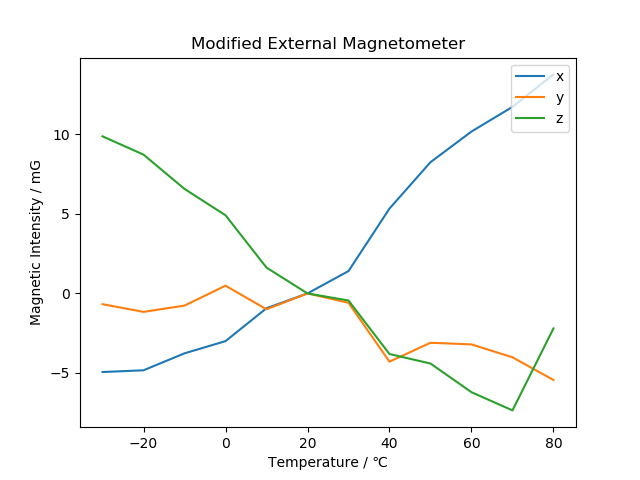 Modified External Magnetometer
x
y
z
10
5
0
−5
Magnetic Intensity / mG
−20
0
20
40
60
80
Temperature / °C